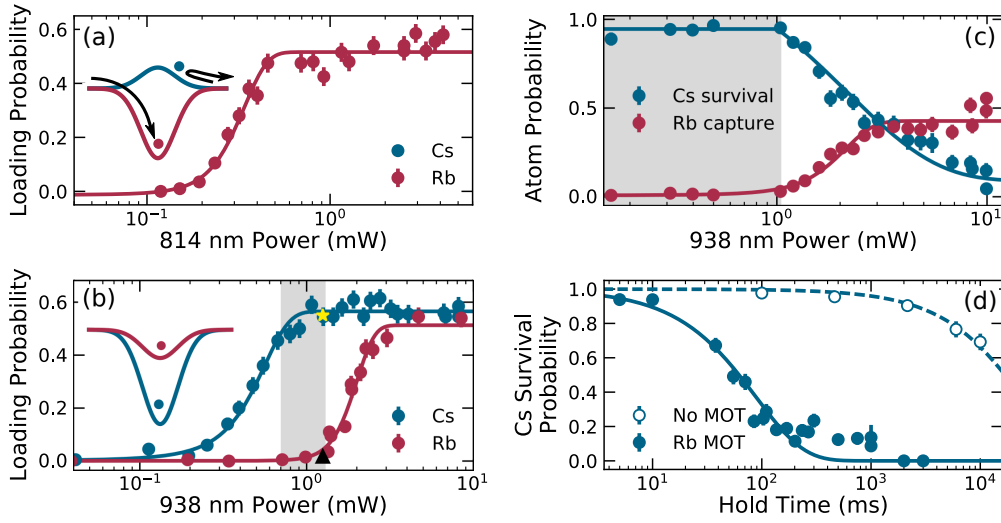 (a)
Loading Probability
0.6
0.4
0.2
0.0
Cs
Rb
10⁻¹
10⁰
814 nm Power (mW)
(b)
Loading Probability
0.6
0.4
0.2
0.0
Cs
Rb
10⁻¹
10⁰
10¹
938 nm Power (mW)
(c)
Atom Probability
1.0
0.5
0.0
Cs survival
Rb capture
10⁰
10¹
938 nm Power (mW)
(d)
Cs Survival
Probability
1.0
0.8
0.6
0.4
0.2
0.0
No MOT
Rb MOT
10¹
10²
10³
10⁴
Hold Time (ms)